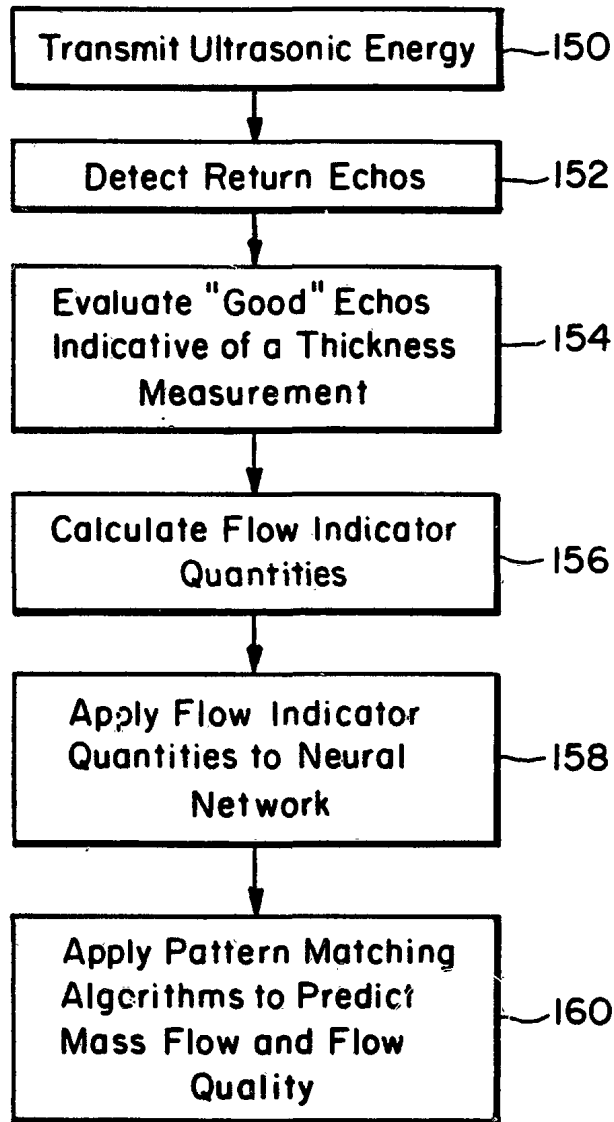 Transmit Ultrasonic Energy 150
Detect Return Echos 152
Evaluate "Good" Echos
Indicative of a Thickness 154
Measurement
Calculate Flow Indicator
Quantities 156
Apply Flow Indicator
Quantities to Neural 158
Network
Apply Pattern Matching
Algorithms to Predict 160
Mass Flow and Flow
Quality